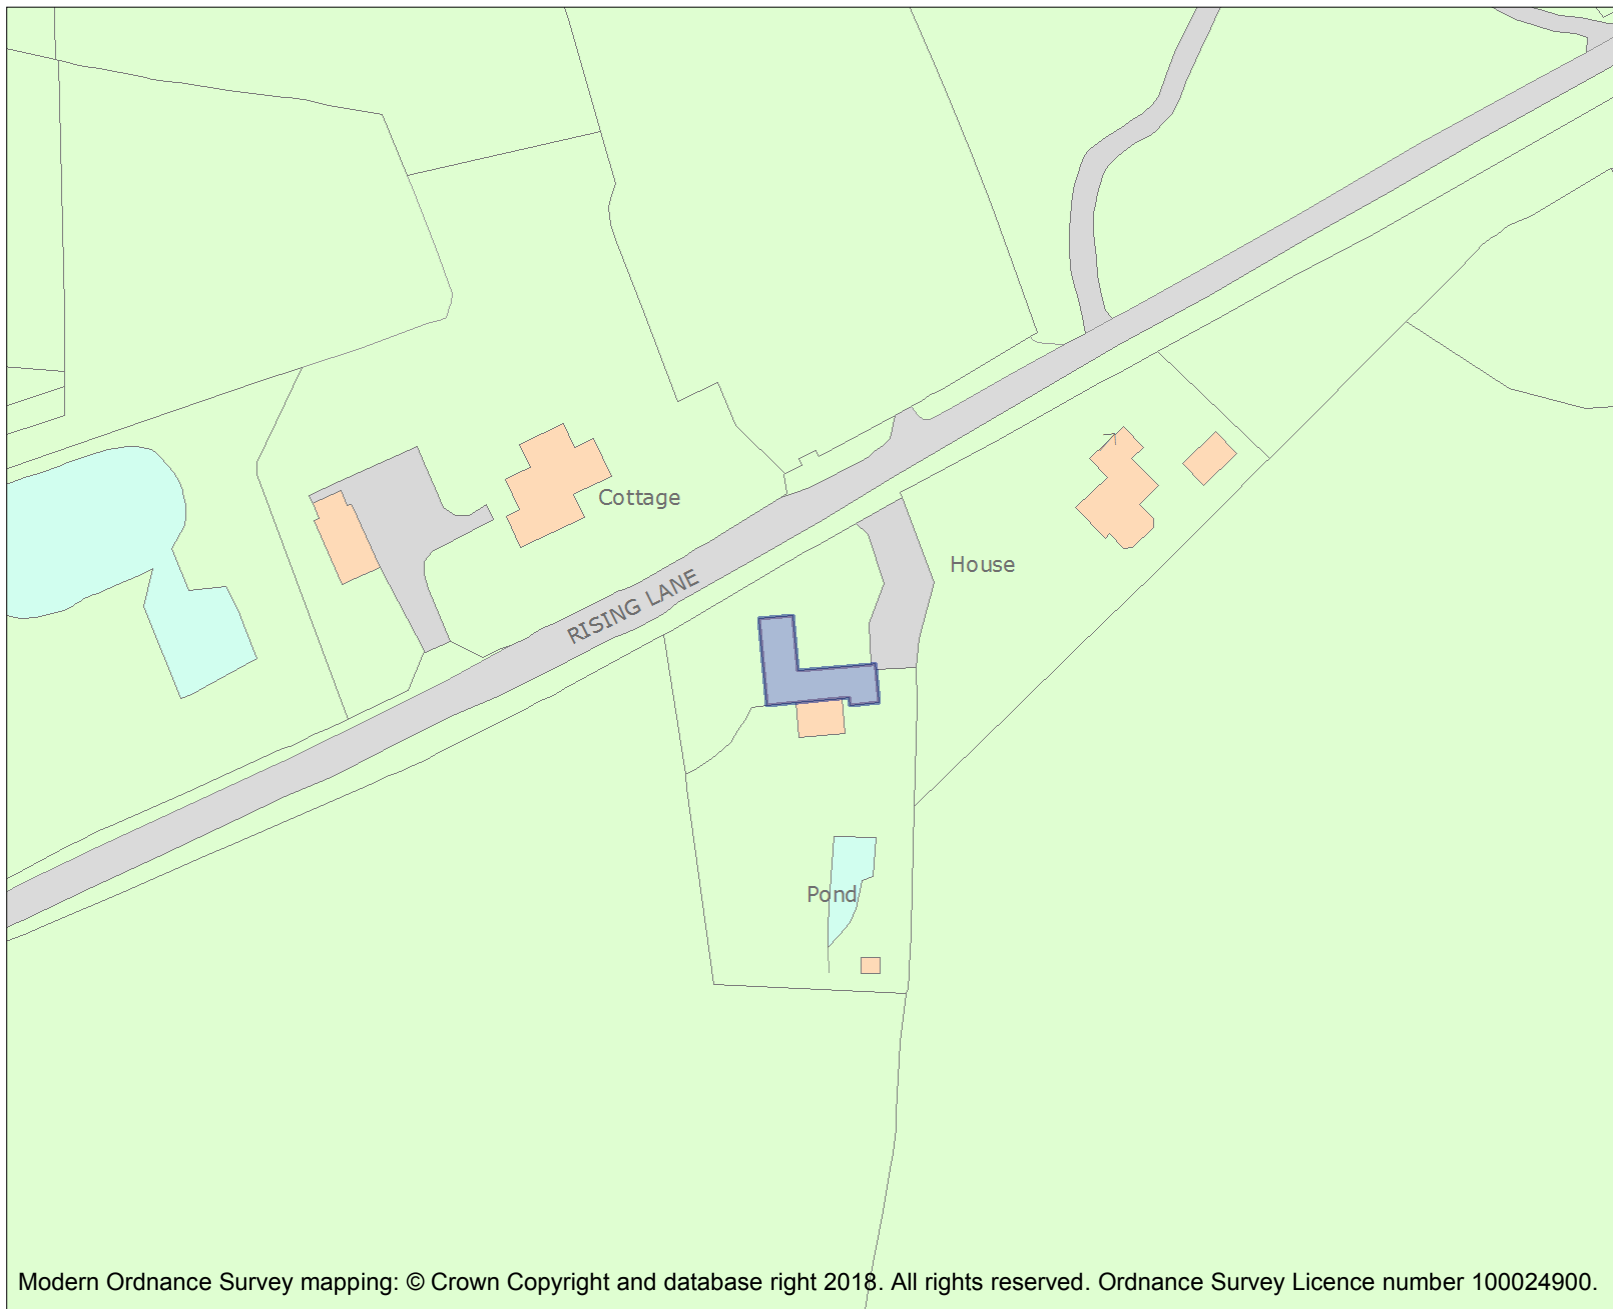 Cottage
House
RISING LANE
Pond
Modern Ordnance Survey mapping: © Crown Copyright and database right 2018. All rights reserved. Ordnance Survey Licence number 100024900.